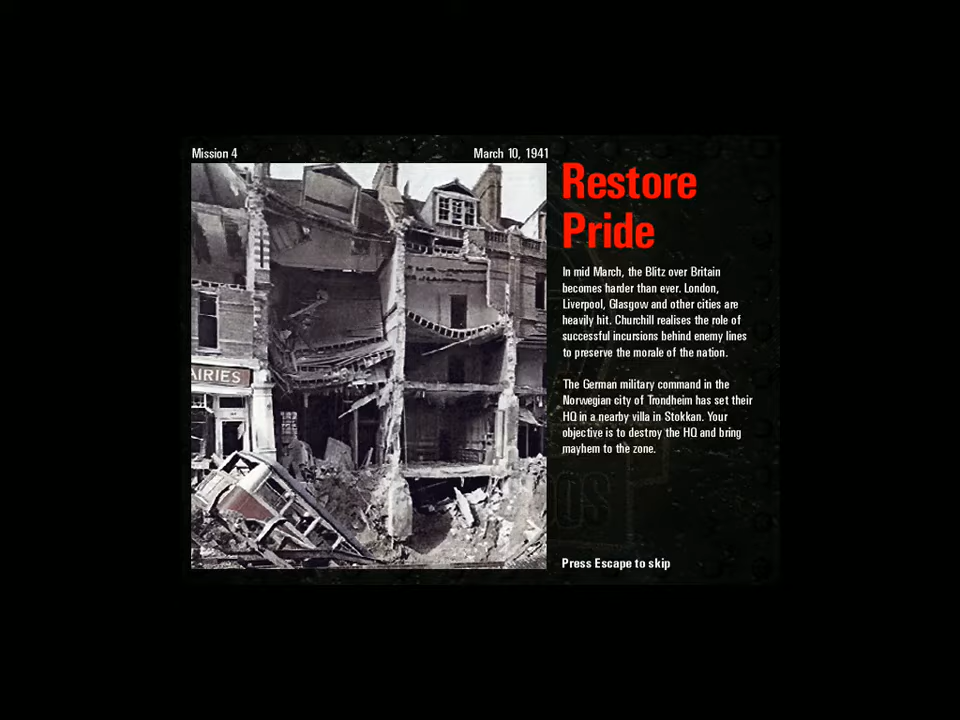 Mission 4
March 10, 1941
Restore
Pride
In mid March, the Blitz over Britain
becomes harder than ever. London,
Liverpool, Glasgow and other cities are
heavily hit. Churchill realises the role of
successful incursions behind enemy lines
to preserve the morale of the nation.
The German military command in the
Norwegian city of Trondheim has set their
HQ in a nearby villa in Stokkan. Your
objective is to destroy the HQ and bring
mayhem to the zone.
AIRIES
Press Escape to skip